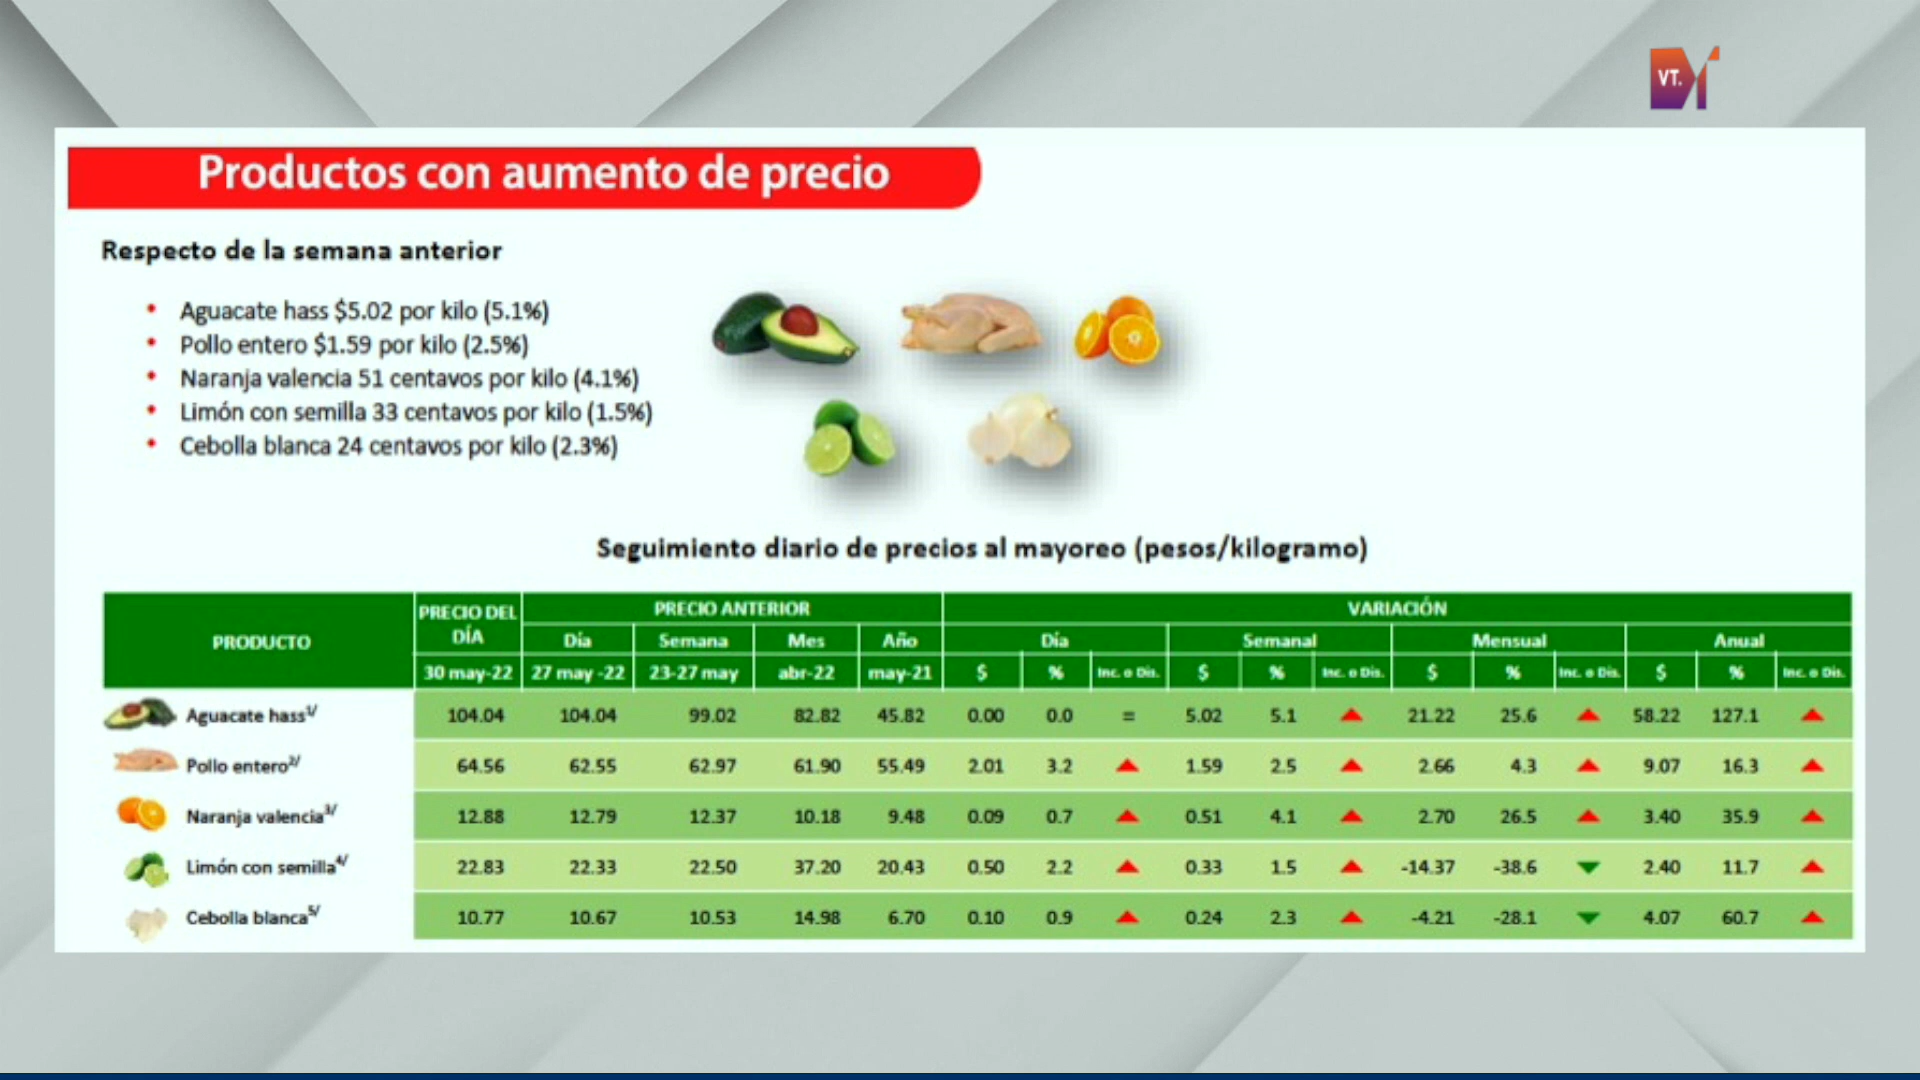 VT.
Productos con aumento de precio
Respecto de la semana anterior
• Aguacate hass $5.02 por kilo (5.1%)
• Pollo entero $1.59 por kilo (2.5%)
• Naranja valencia 51 centavos por kilo (4.1%)
• Limón con semilla 33 centavos por kilo (1.5%)
• Cebolla blanca 24 centavos por kilo (2.3%)
Seguimiento diario de precios al mayoreo (pesos/kilogramo)
PRODUCTO PRECIO DEL DÍA PRECIO ANTERIOR VARIACIÓN
Día Semana Mes Año Día Semanal Mensual Anual
30 may-22 27 may -22 23-27 may abr-22 may-21 $ % Inc. o Dis. $ % Inc. o Dis. $ % Inc. o Dis. $ % Inc. o Dis.
Aguacate hass1/ 104.04 104.04 99.02 82.82 45.82 0.00 0.0 = 5.02 5.1 ▲ 21.22 25.6 ▲ 58.22 127.1 ▲
Pollo entero2/ 64.56 62.55 62.97 61.90 55.49 2.01 3.2 ▲ 1.59 2.5 ▲ 2.66 4.3 ▲ 9.07 16.3 ▲
Naranja valencia3/ 12.88 12.79 12.37 10.18 9.48 0.09 0.7 ▲ 0.51 4.1 ▲ 2.70 26.5 ▲ 3.40 35.9 ▲
Limón con semilla4/ 22.83 22.33 22.50 37.20 20.43 0.50 2.2 ▲ 0.33 1.5 ▲ -14.37 -38.6 ▼ 2.40 11.7 ▲
Cebolla blanca5/ 10.77 10.67 10.53 14.98 6.70 0.10 0.9 ▲ 0.24 2.3 ▲ -4.21 -28.1 ▼ 4.07 60.7 ▲